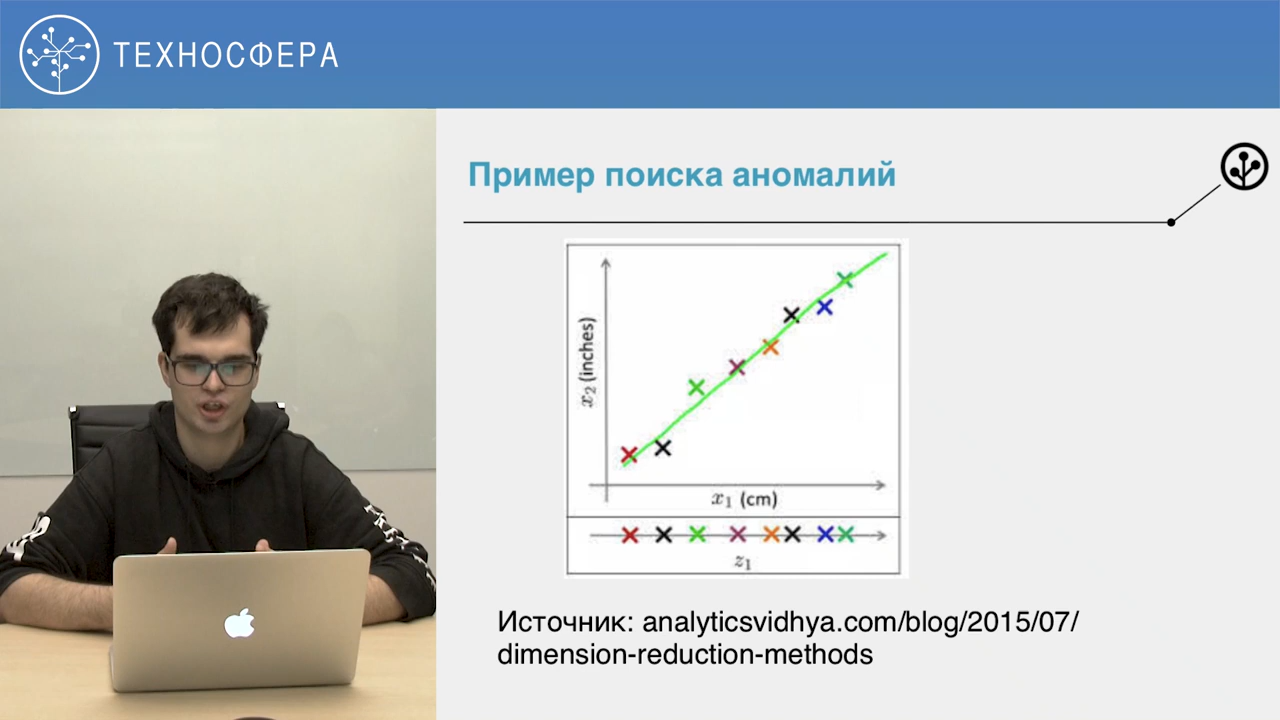 ТЕХНОСФЕРА
Пример поиска аномалий
x₂ (inches)
x₁ (cm)
z₁
Источник: analyticsvidhya.com/blog/2015/07/
dimension-reduction-methods